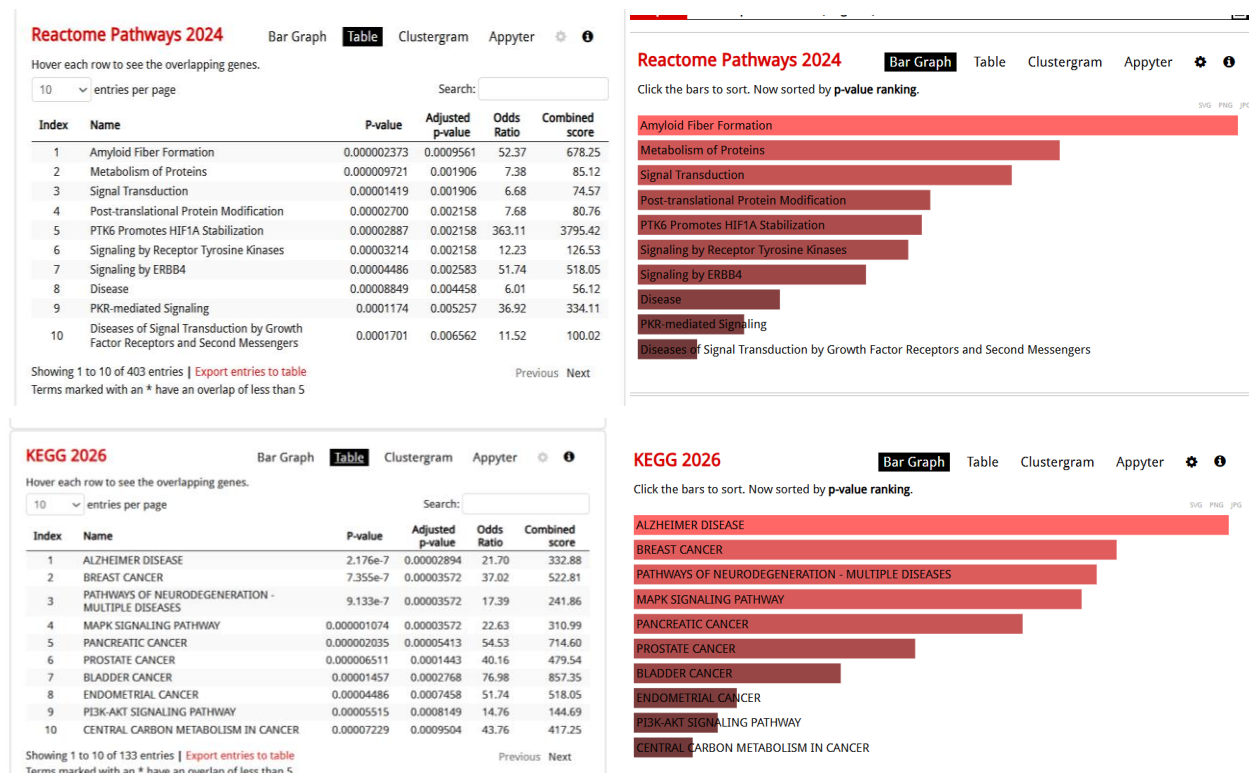 Reactome Pathways 2024 Bar Graph Table Clustergram Appyter
Hover each row to see the overlapping genes.
10 entries per page Search:
Index Name P-value Adjusted p-value Odds Ratio Combined score
1 Amyloid Fiber Formation 0.000002373 0.0009561 52.37 678.25
2 Metabolism of Proteins 0.000009721 0.001906 7.38 85.12
3 Signal Transduction 0.00001419 0.001906 6.68 74.57
4 Post-translational Protein Modification 0.00002700 0.002158 7.68 80.76
5 PTK6 Promotes HIF1A Stabilization 0.00002887 0.002158 363.11 3795.42
6 Signaling by Receptor Tyrosine Kinases 0.00003214 0.002158 12.23 126.53
7 Signaling by ERBB4 0.00004486 0.002583 51.74 518.05
8 Disease 0.00008849 0.004458 6.01 56.12
9 PKR-mediated Signaling 0.0001174 0.005257 36.92 334.11
10 Diseases of Signal Transduction by Growth Factor Receptors and Second Messengers 0.0001701 0.006562 11.52 100.02
Showing 1 to 10 of 403 entries | Export entries to table Previous Next
Terms marked with an * have an overlap of less than 5
Reactome Pathways 2024 Bar Graph Table Clustergram Appyter
Click the bars to sort. Now sorted by p-value ranking.
SVG PNG JPG
Amyloid Fiber Formation
Metabolism of Proteins
Signal Transduction
Post-translational Protein Modification
PTK6 Promotes HIF1A Stabilization
Signaling by Receptor Tyrosine Kinases
Signaling by ERBB4
Disease
PKR-mediated Signaling
Diseases of Signal Transduction by Growth Factor Receptors and Second Messengers
KEGG 2026 Bar Graph Table Clustergram Appyter
Hover each row to see the overlapping genes.
10 entries per page Search:
Index Name P-value Adjusted p-value Odds Ratio Combined score
1 ALZHEIMER DISEASE 2.176e-7 0.00002894 21.70 332.88
2 BREAST CANCER 7.355e-7 0.00003572 37.02 522.81
3 PATHWAYS OF NEURODEGENERATION - MULTIPLE DISEASES 9.133e-7 0.00003572 17.39 241.86
4 MAPK SIGNALING PATHWAY 0.000001074 0.00003572 22.63 310.99
5 PANCREATIC CANCER 0.000002035 0.00005413 54.53 714.60
6 PROSTATE CANCER 0.000006511 0.0001443 40.16 479.54
7 BLADDER CANCER 0.00001457 0.0002768 76.98 857.35
8 ENDOMETRIAL CANCER 0.00004486 0.0007458 51.74 518.05
9 PI3K-AKT SIGNALING PATHWAY 0.00005515 0.0008149 14.76 144.69
10 CENTRAL CARBON METABOLISM IN CANCER 0.00007229 0.0009504 43.76 417.25
Showing 1 to 10 of 133 entries | Export entries to table Previous Next
Terms marked with an * have an overlap of less than 5
KEGG 2026 Bar Graph Table Clustergram Appyter
Click the bars to sort. Now sorted by p-value ranking.
SVG PNG JPG
ALZHEIMER DISEASE
BREAST CANCER
PATHWAYS OF NEURODEGENERATION - MULTIPLE DISEASES
MAPK SIGNALING PATHWAY
PANCREATIC CANCER
PROSTATE CANCER
BLADDER CANCER
ENDOMETRIAL CANCER
PI3K-AKT SIGNALING PATHWAY
CENTRAL CARBON METABOLISM IN CANCER